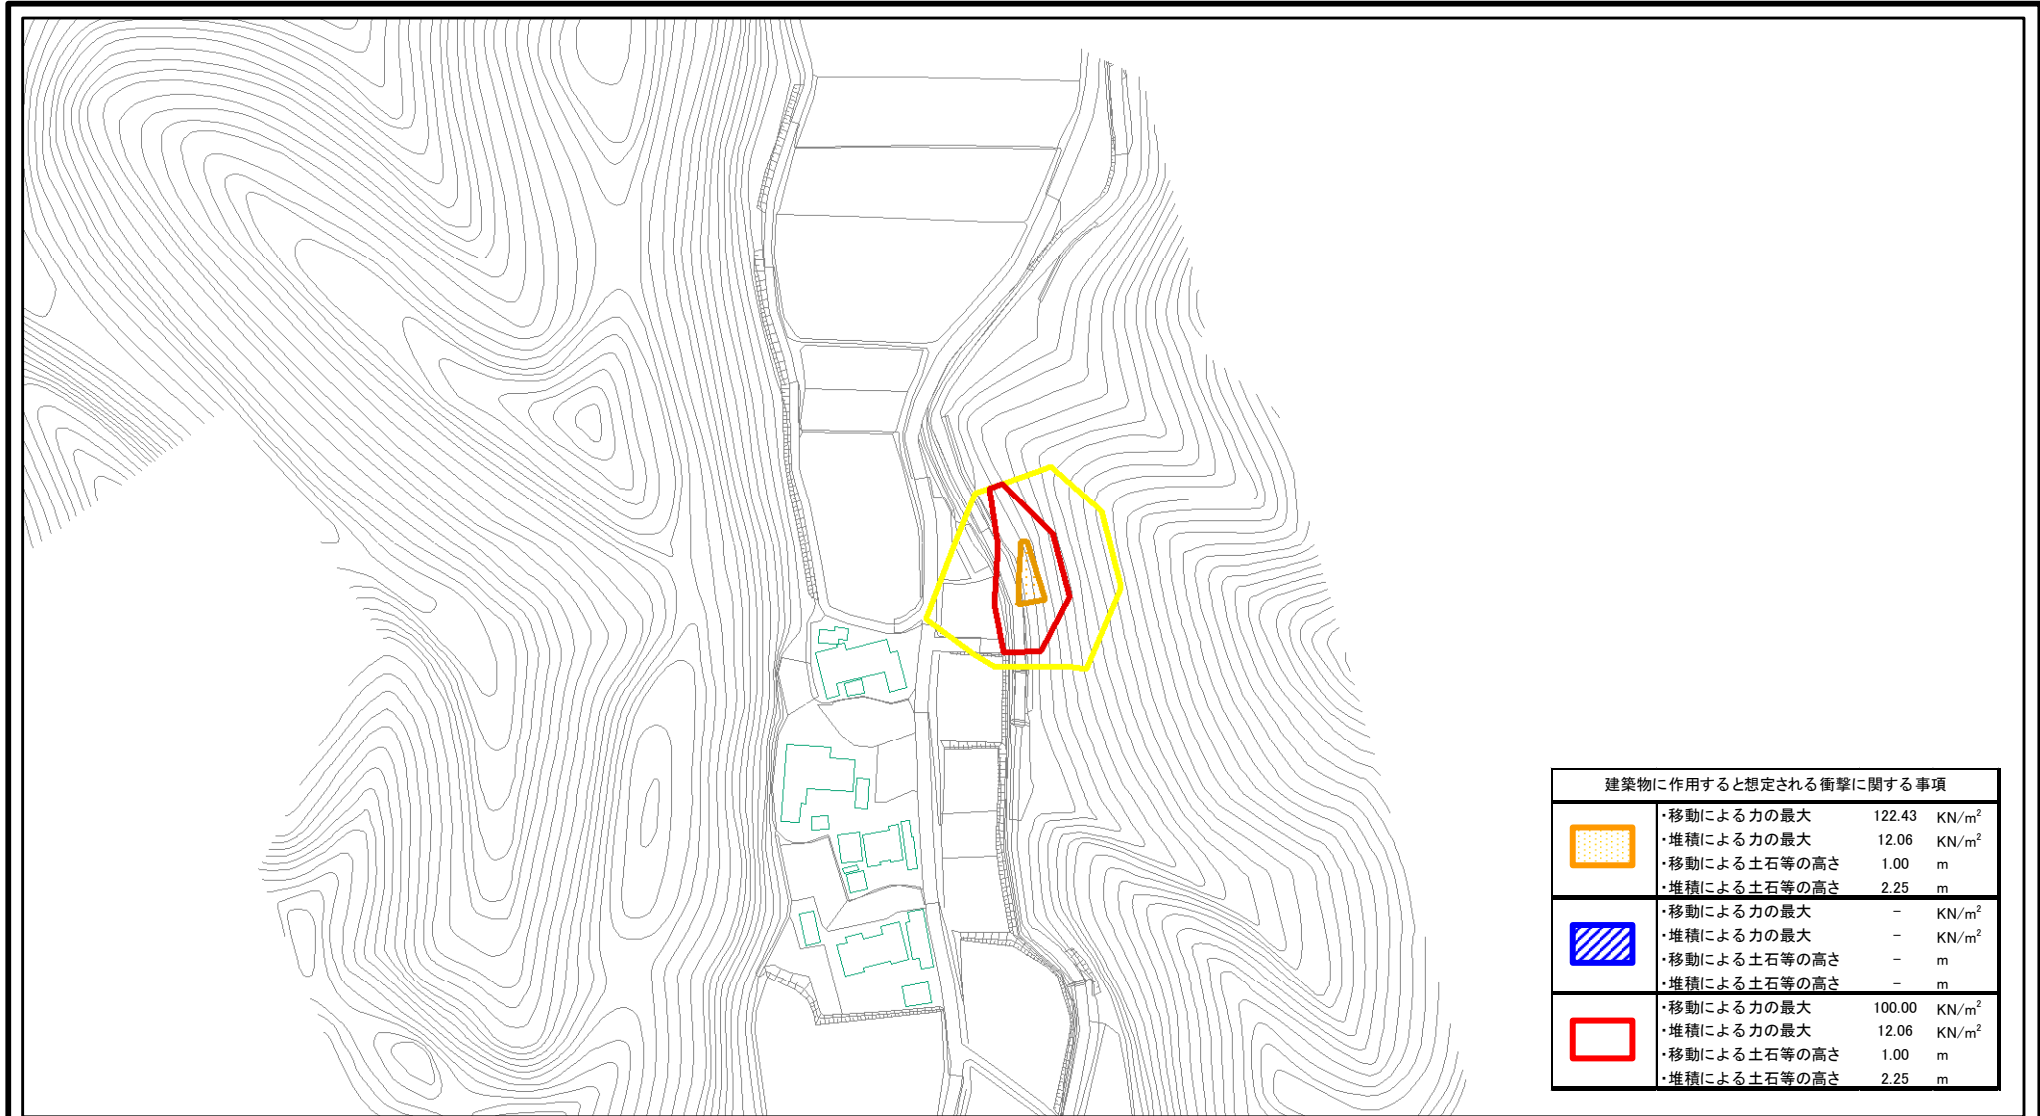 建築物に作用すると想定される衝撃に関する事項
・移動による力の最大 122.43 KN/m²
・堆積による力の最大 12.06 KN/m²
・移動による土石等の高さ 1.00 m
・堆積による土石等の高さ 2.25 m
・移動による力の最大 － KN/m²
・堆積による力の最大 － KN/m²
・移動による土石等の高さ － m
・堆積による土石等の高さ － m
・移動による力の最大 100.00 KN/m²
・堆積による力の最大 12.06 KN/m²
・移動による土石等の高さ 1.00 m
・堆積による土石等の高さ 2.25 m